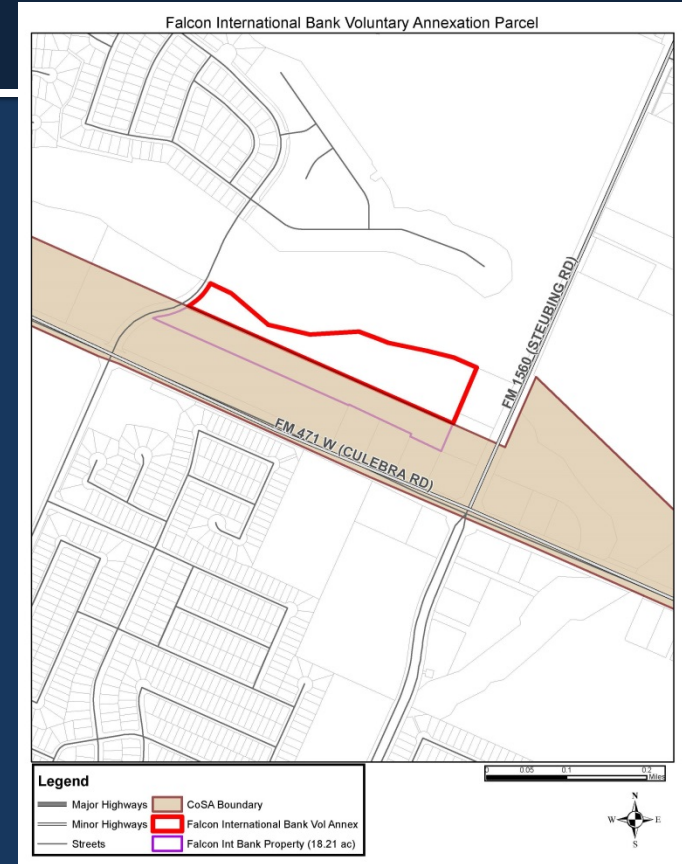 Falcon International Bank Voluntary Annexation Parcel
FM 1560 (STEUBING RD)
FM 471 W (CULEBRA RD)
Legend
Major Highways
CoSA Boundary
Minor Highways
Falcon International Bank Vol Annex
Streets
Falcon Int Bank Property (18.21 ac)
0 0.05 0.1 0.2
Miles
N
W E
S